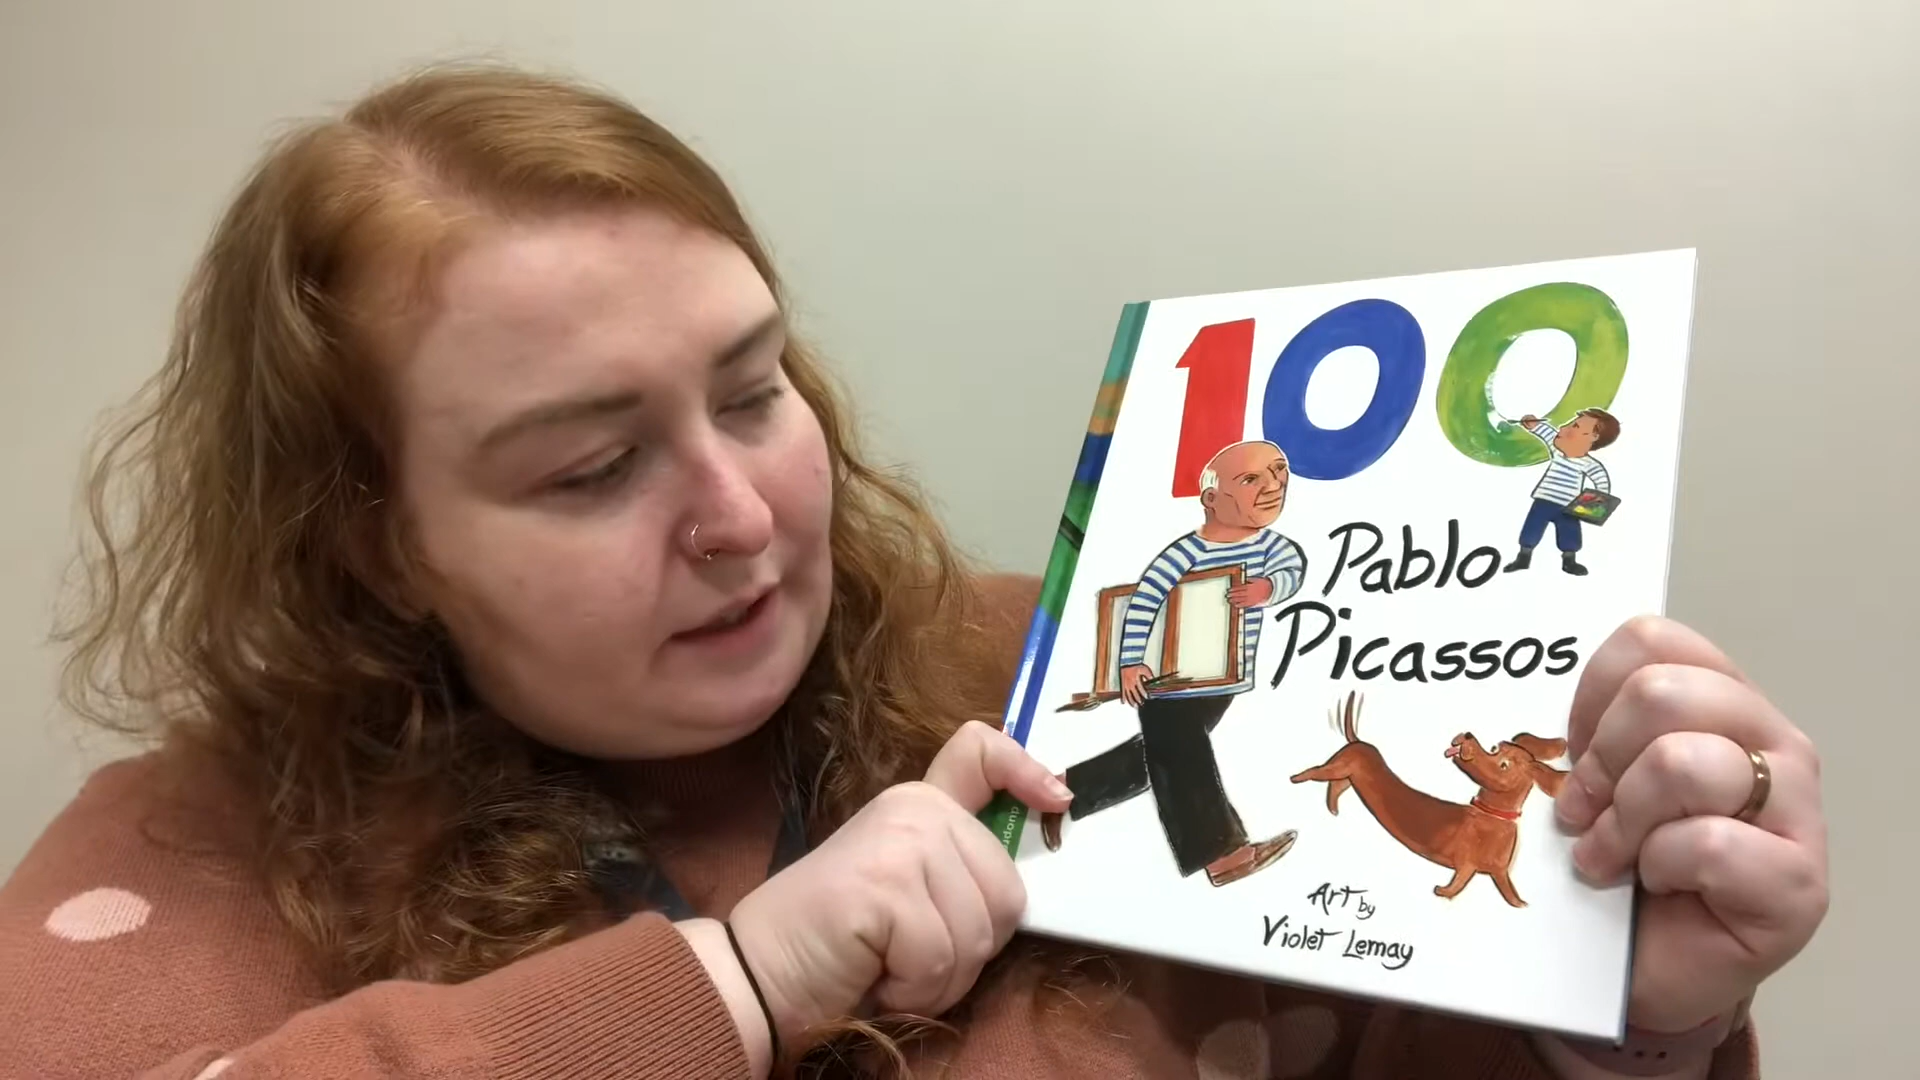 100
Pablo
Picassos
Art by
Violet Lemay